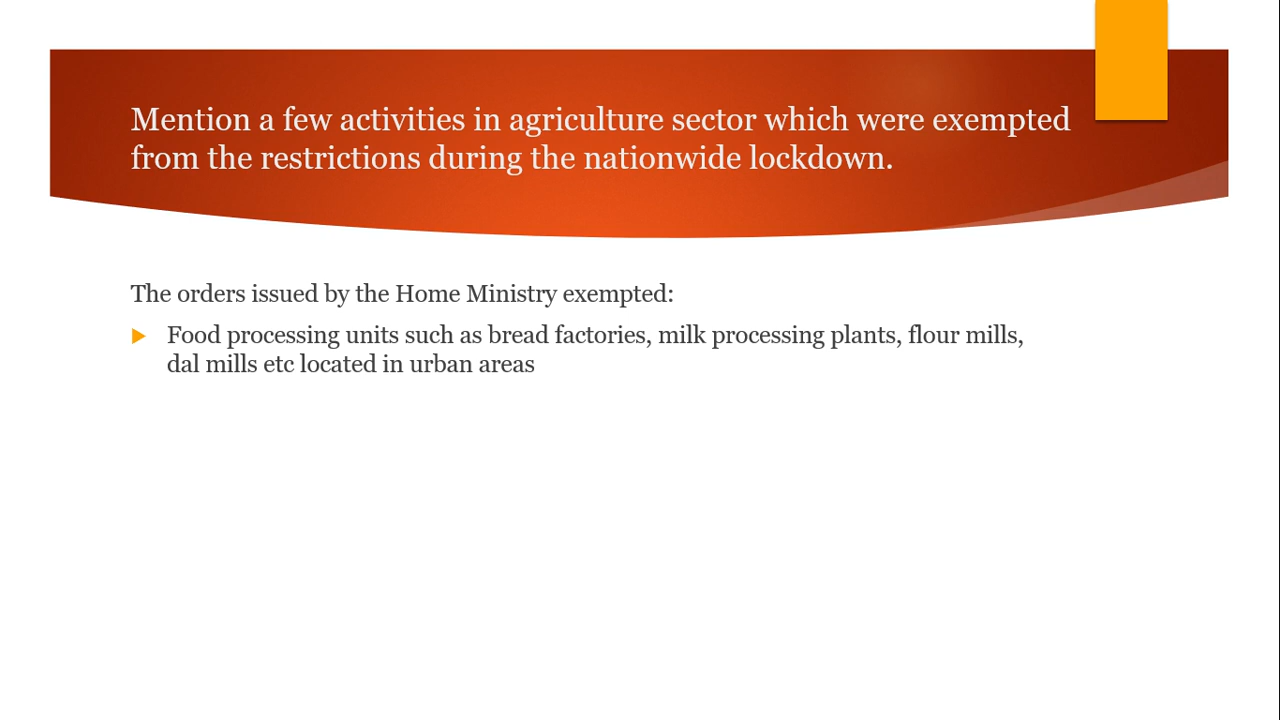 Mention a few activities in agriculture sector which were exempted
from the restrictions during the nationwide lockdown.
The orders issued by the Home Ministry exempted:
Food processing units such as bread factories, milk processing plants, flour mills,
dal mills etc located in urban areas